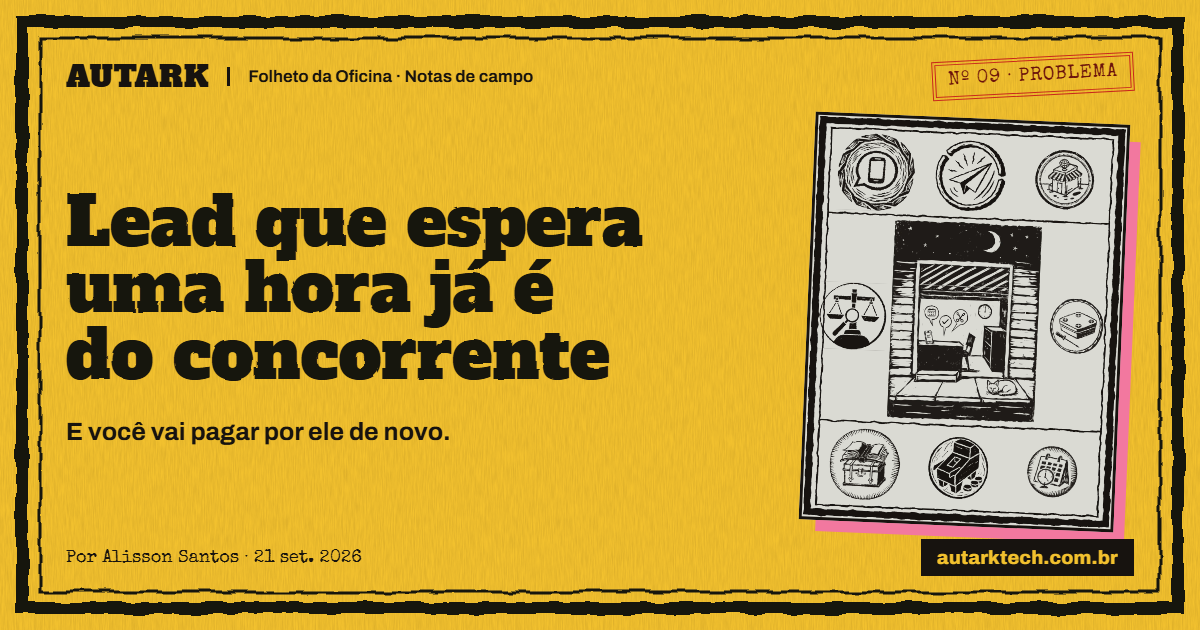 AUTARK | Folheto da Oficina · Notas de campo
Nº 09 · PROBLEMA
Lead que espera
uma hora já é
do concorrente
E você vai pagar por ele de novo.
Por Alisson Santos · 21 set. 2026
autarktech.com.br